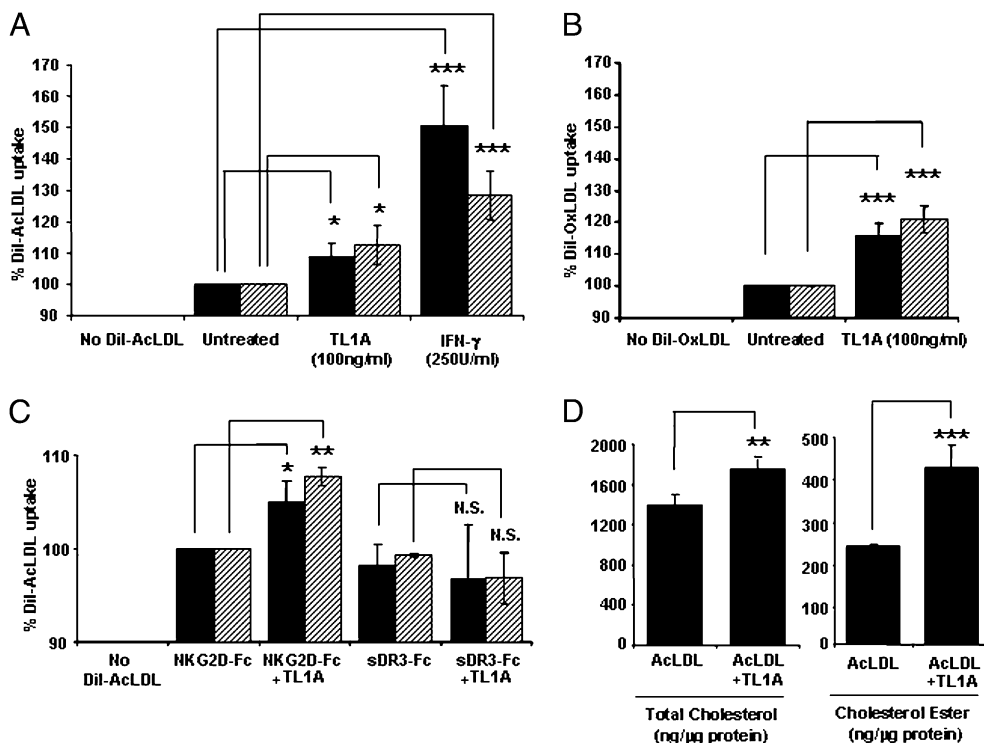 A
% DiI-AcLDL uptake
170
160
150
140
130
120
110
100
90
*
*
***
***
No DiI-AcLDL
Untreated
TL1A
(100ng/ml)
IFN-γ
(250U/ml)
B
% DiI-OxLDL uptake
170
160
150
140
130
120
110
100
90
***
***
No DiI-OxLDL
Untreated
TL1A (100ng/ml)
C
% DiI-AcLDL uptake
110
100
90
*
**
N.S.
N.S.
No
DiI-AcLDL
NKG2D-Fc
NKG2D-Fc
+TL1A
sDR3-Fc
sDR3-Fc
+TL1A
D
2000
1600
1200
800
400
0
**
AcLDL
AcLDL
+TL1A
Total Cholesterol
(ng/µg protein)
500
400
300
200
100
0
***
AcLDL
AcLDL
+TL1A
Cholesterol Ester
(ng/µg protein)